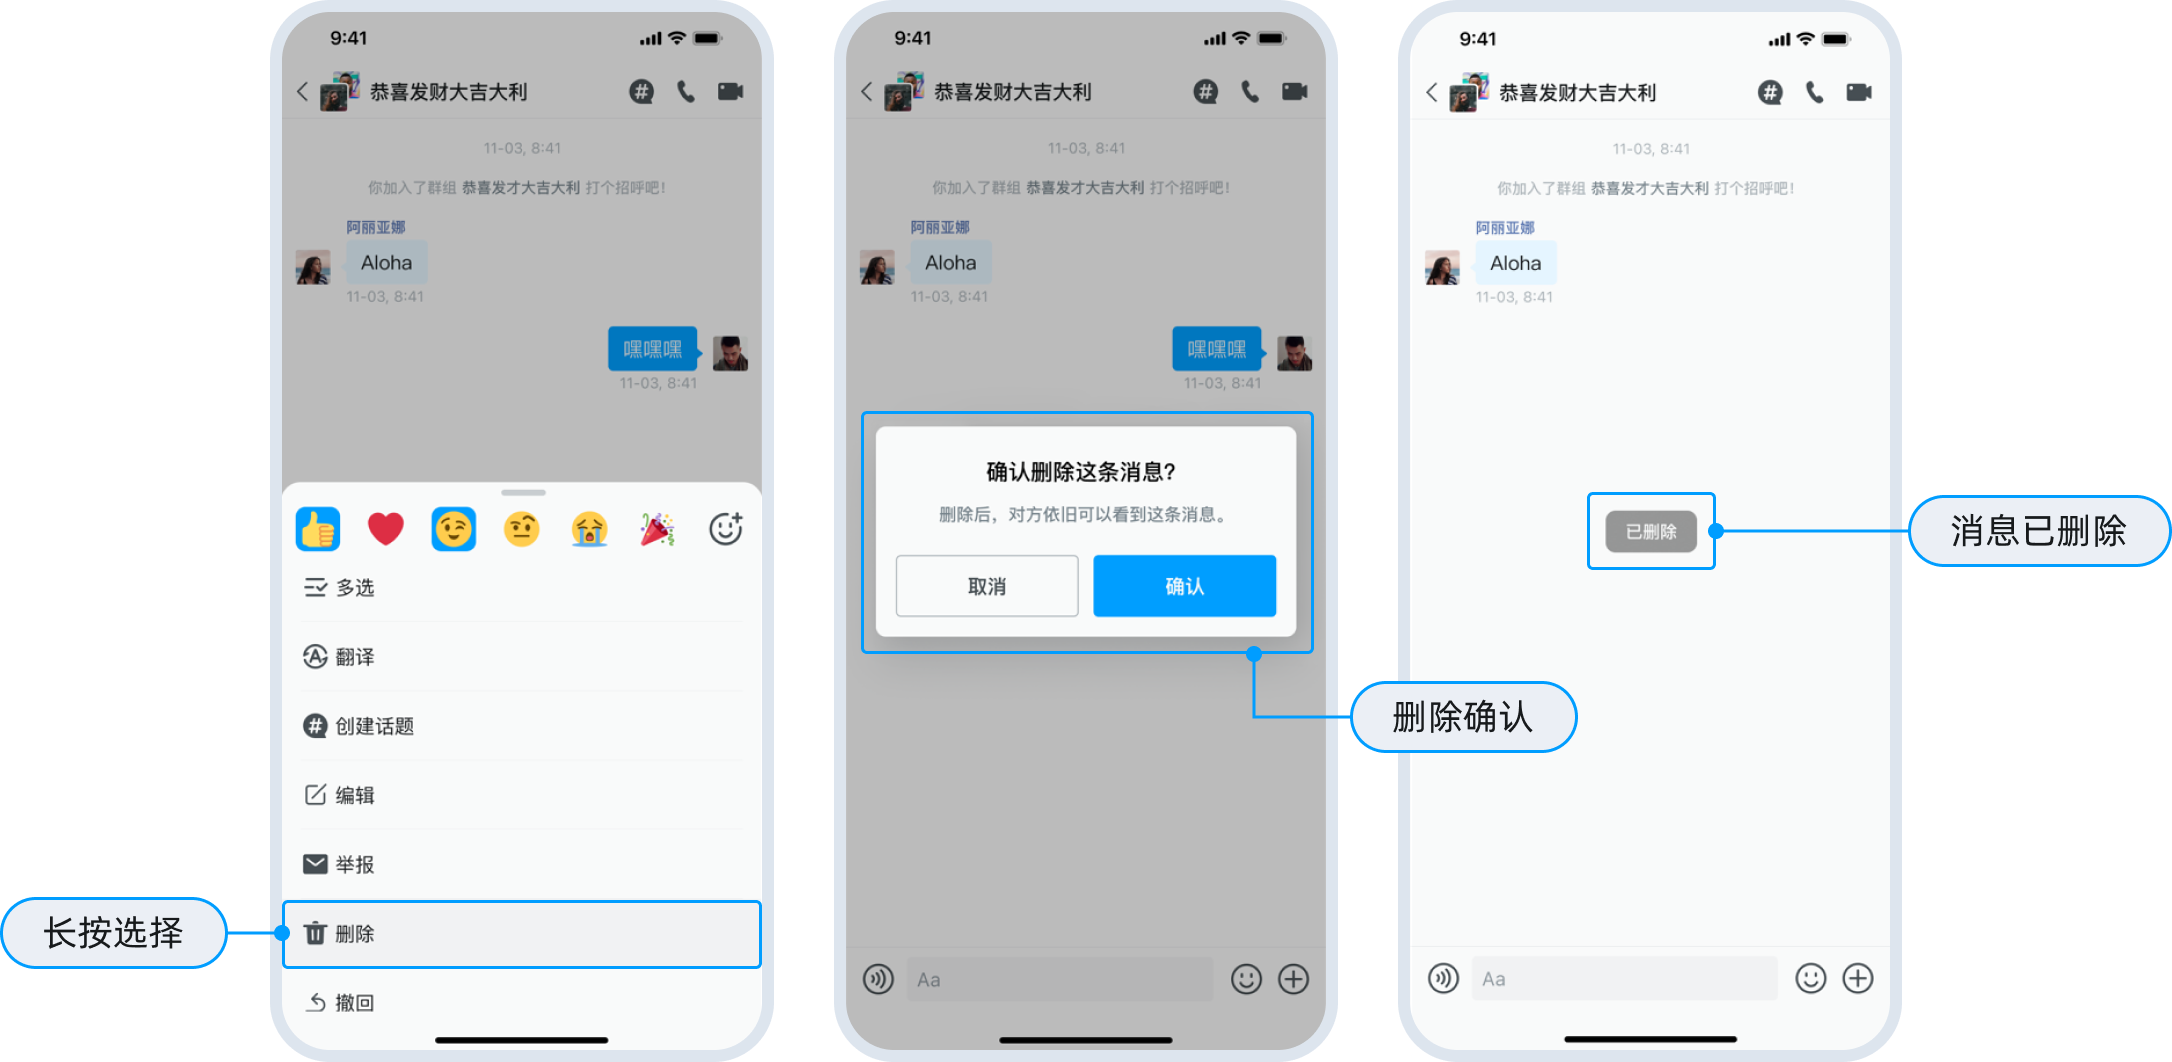 9:41
恭喜发财大吉大利
11-03, 8:41
你加入了群组 恭喜发才大吉大利 打个招呼吧！
阿丽亚娜
Aloha
11-03, 8:41
嘿嘿嘿
11-03, 8:41
多选
翻译
创建话题
编辑
举报
删除
撤回
长按选择
9:41
恭喜发财大吉大利
11-03, 8:41
你加入了群组 恭喜发才大吉大利 打个招呼吧！
阿丽亚娜
Aloha
11-03, 8:41
嘿嘿嘿
11-03, 8:41
确认删除这条消息?
删除后，对方依旧可以看到这条消息。
取消
确认
删除确认
Aa
9:41
恭喜发财大吉大利
11-03, 8:41
你加入了群组 恭喜发才大吉大利 打个招呼吧！
阿丽亚娜
Aloha
11-03, 8:41
已删除
消息已删除
Aa